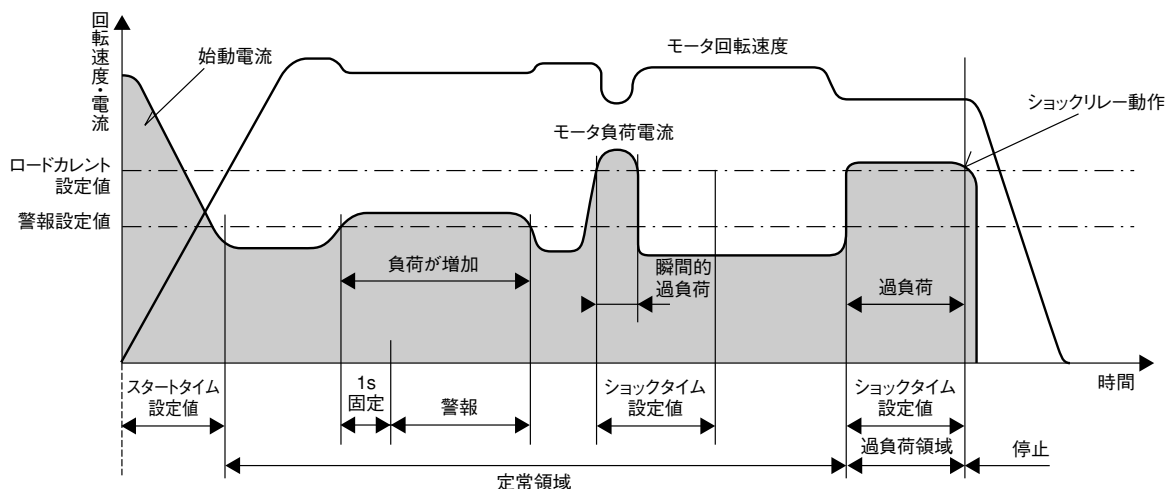 回転速度・電流
始動電流
モータ回転速度
ショックリレー動作
モータ負荷電流
ロードカレント
設定値
警報設定値
負荷が増加
瞬間的
過負荷
過負荷
時間
スタートタイム
設定値
1s
固定
警報
ショックタイム
設定値
ショックタイム
設定値
過負荷領域
停止
定常領域